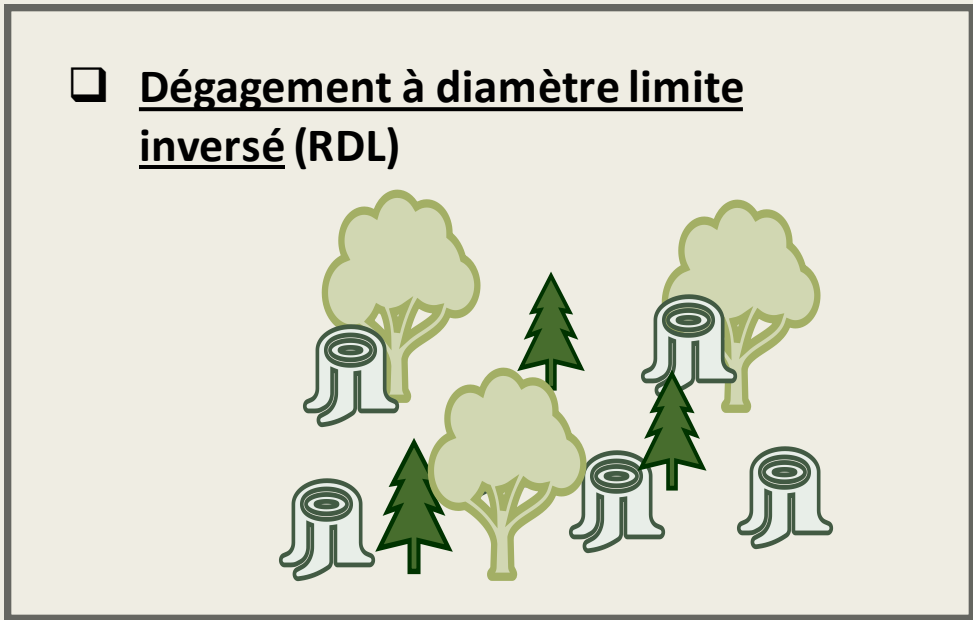 ❑ Dégagement à diamètre limite
inversé (RDL)